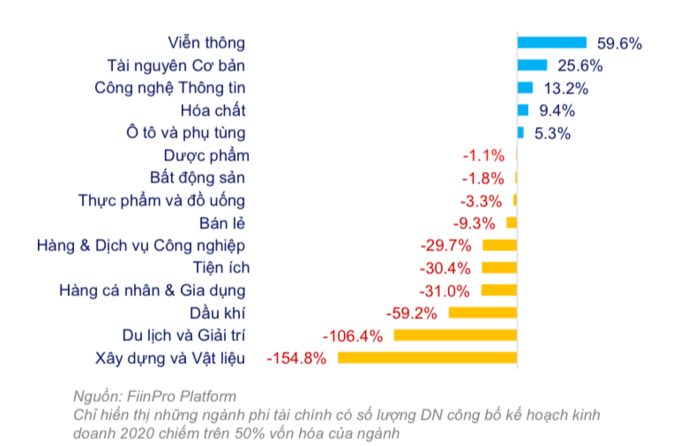 Viễn thông 59.6%
Tài nguyên Cơ bản 25.6%
Công nghệ Thông tin 13.2%
Hóa chất 9.4%
Ô tô và phụ tùng 5.3%
Dược phẩm -1.1%
Bất động sản -1.8%
Thực phẩm và đồ uống -3.3%
Bán lẻ -9.3%
Hàng & Dịch vụ Công nghiệp -29.7%
Tiện ích -30.4%
Hàng cá nhân & Gia dụng -31.0%
Dầu khí -59.2%
Du lịch và Giải trí -106.4%
Xây dựng và Vật liệu -154.8%
Nguồn: FiinPro Platform
Chỉ hiển thị những ngành phi tài chính có số lượng DN công bố kế hoạch kinh
doanh 2020 chiếm trên 50% vốn hóa của ngành